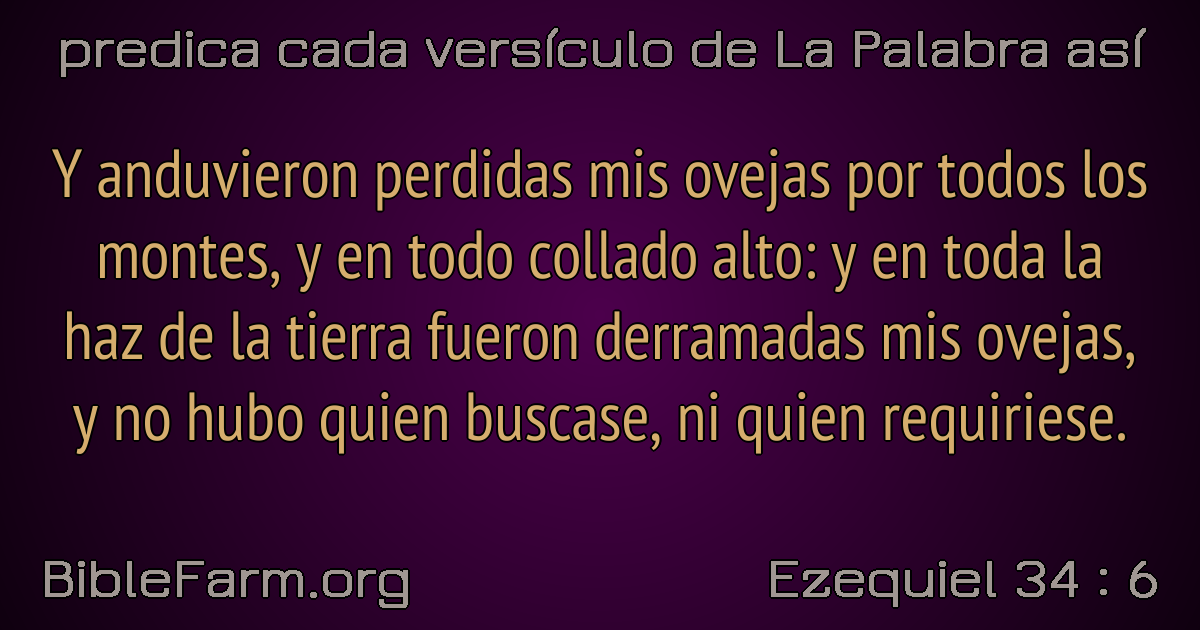 predica cada versículo de La Palabra así
Y anduvieron perdidas mis ovejas por todos los
montes, y en todo collado alto: y en toda la
haz de la tierra fueron derramadas mis ovejas,
y no hubo quien buscase, ni quien requiriese.
BibleFarm.org
Ezequiel 34 : 6